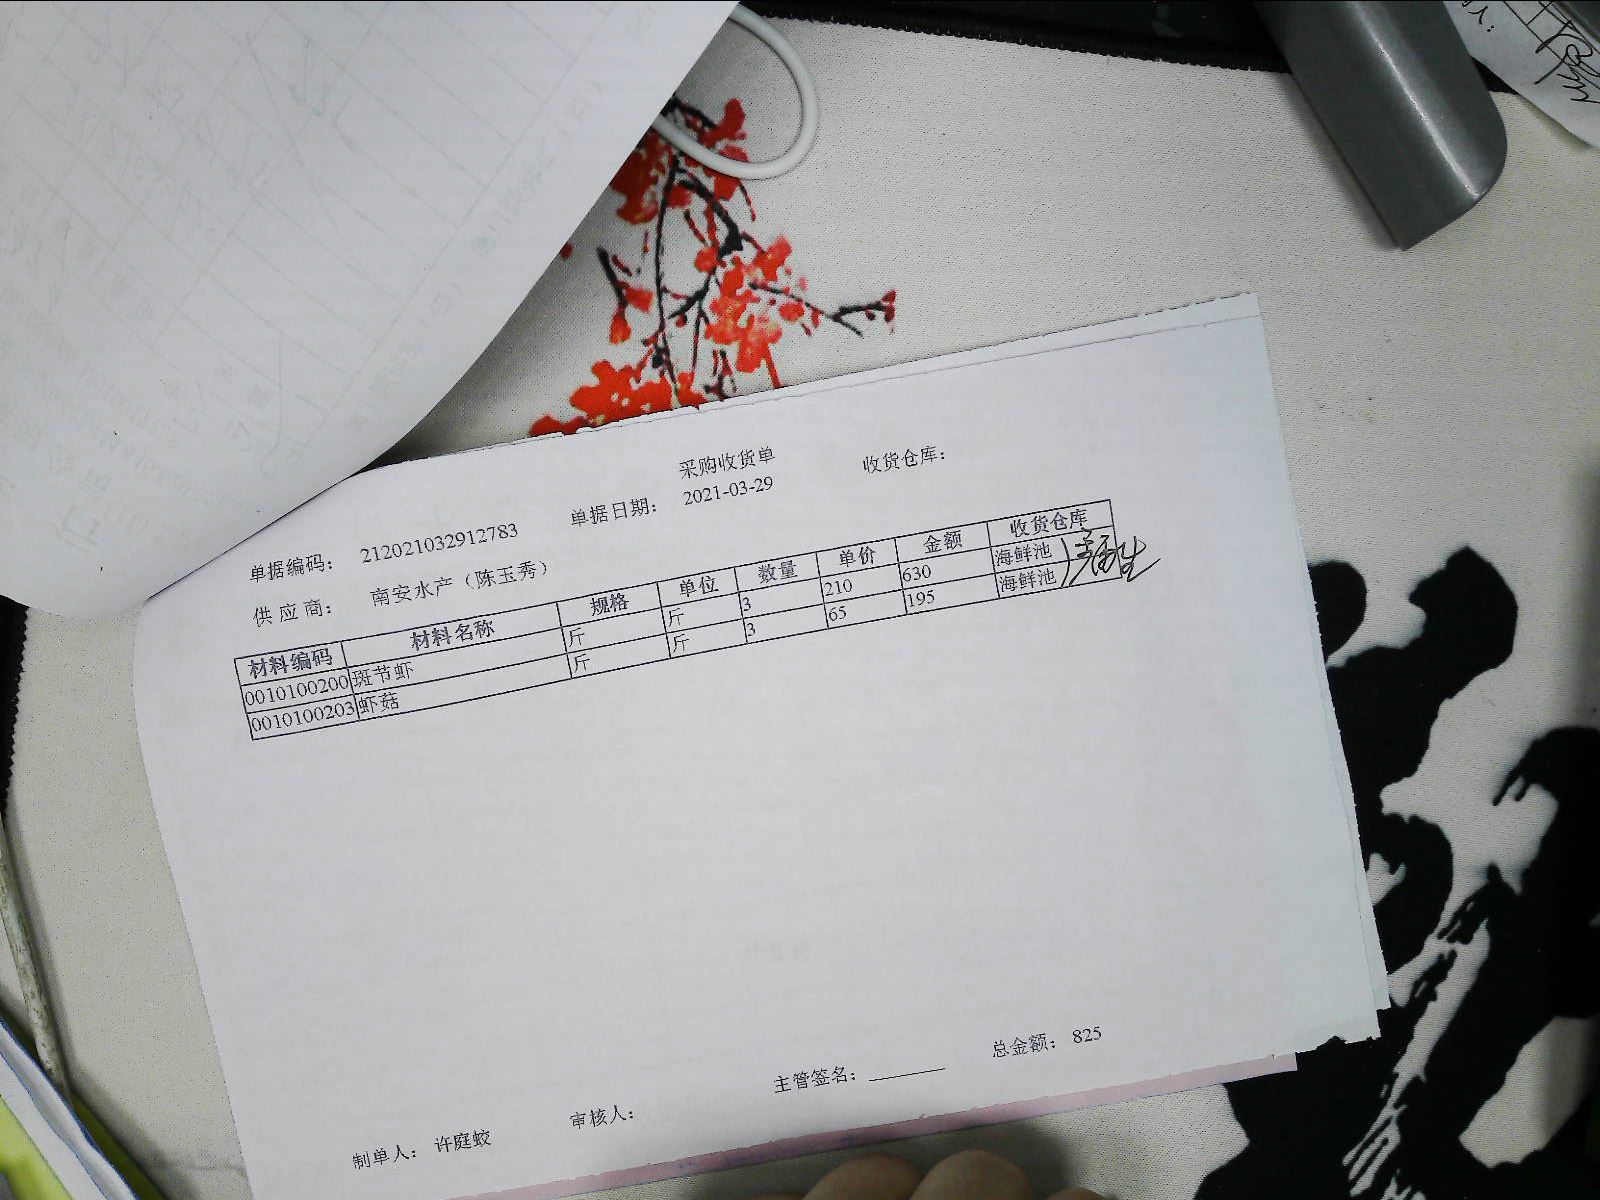 采购收货单 收货仓库：
单据编码： 212021032912783 单据日期： 2021-03-29
供 应 商： 南安水产（陈玉秀）
材料编码 材料名称 规格 单位 数量 单价 金额 收货仓库
0010100200 斑节虾 斤 斤 3 210 630 海鲜池
0010100203 虾菇 斤 斤 3 65 195 海鲜池
总金额： 825
主管签名：
制单人： 许庭蛟 审核人：